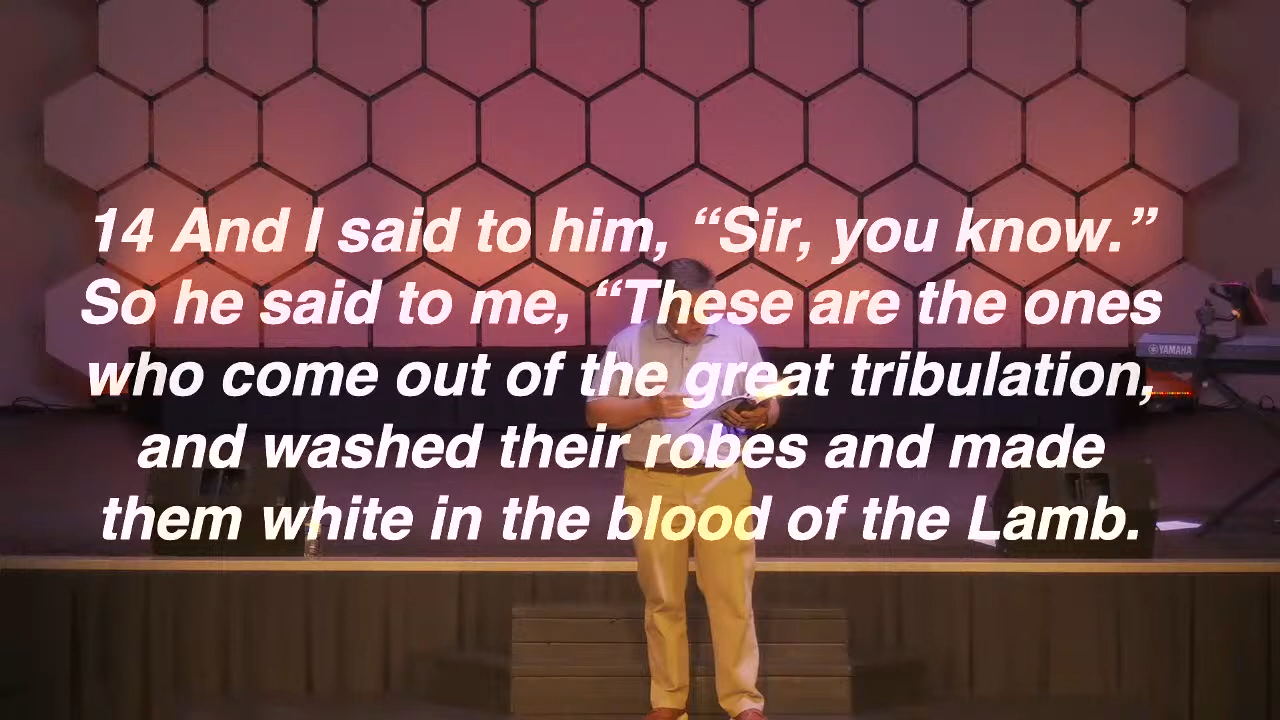 14 And I said to him, “Sir, you know.”
So he said to me, “These are the ones
who come out of the great tribulation,
and washed their robes and made
them white in the blood of the Lamb.
YAMAHA